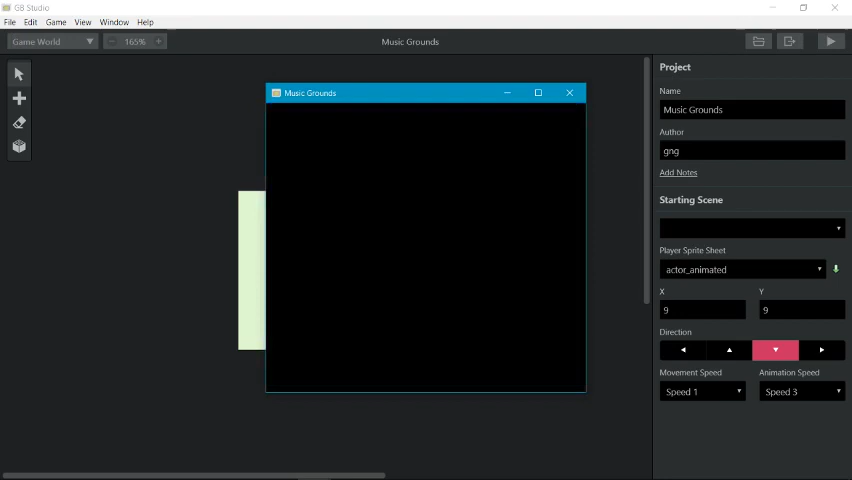 GB Studio
File Edit Game View Window Help
Game World 165% Music Grounds
Music Grounds
Project
Name
Music Grounds
Author
gng
Add Notes
Starting Scene
Player Sprite Sheet
actor_animated
X Y
9 9
Direction
Movement Speed Animation Speed
Speed 1 Speed 3